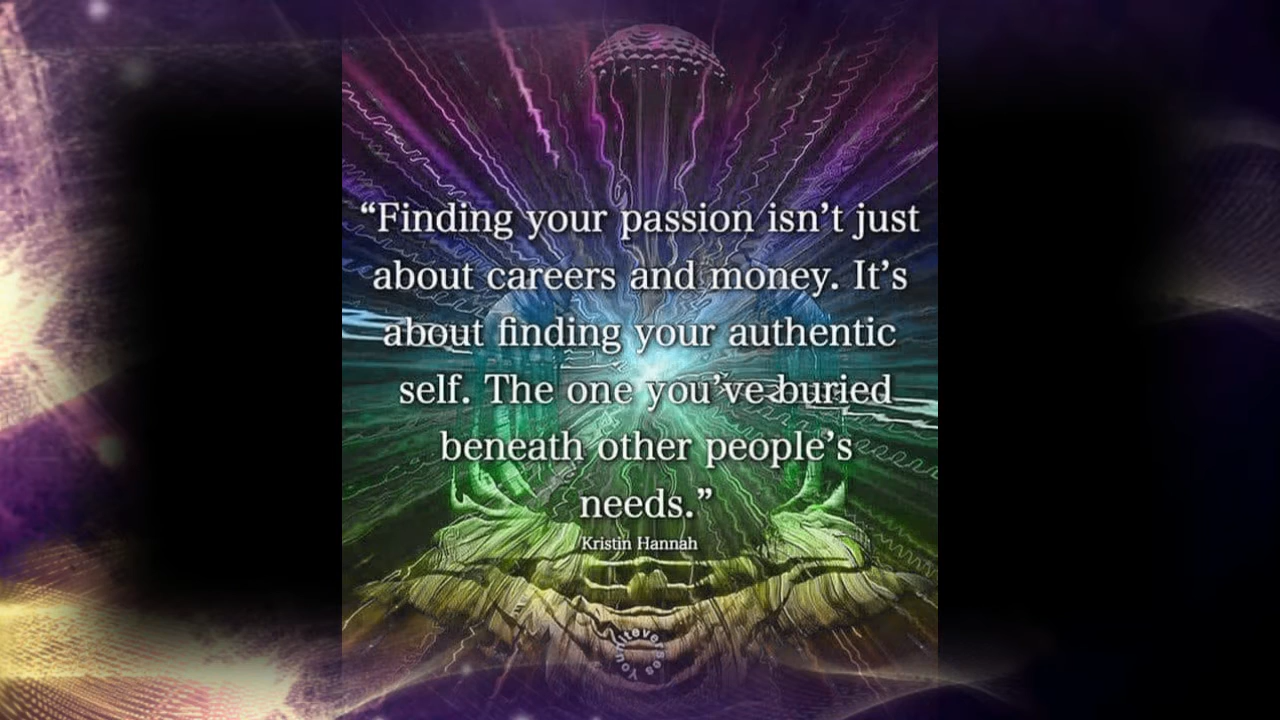 “Finding your passion isn’t just
about careers and money. It’s
about finding your authentic
self. The one you’ve buried
beneath other people’s
needs.”
Kristin Hannah
Youniteverses